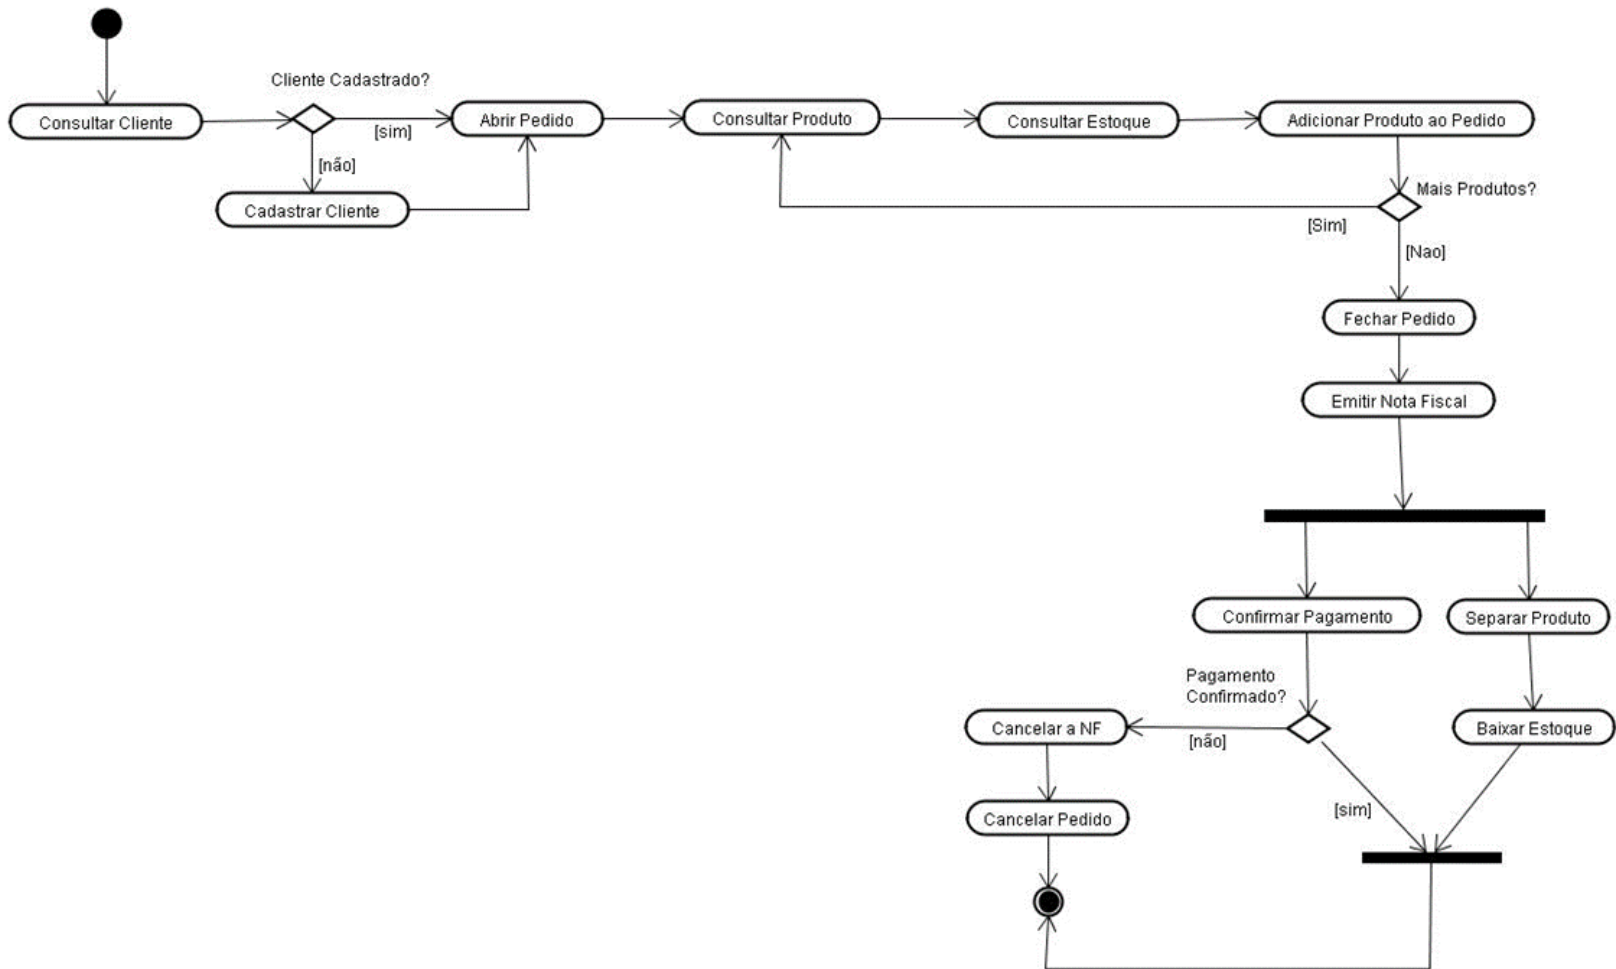 Cliente Cadastrado?
Consultar Cliente
[sim]
Abrir Pedido
Consultar Produto
Consultar Estoque
Adicionar Produto ao Pedido
[não]
Cadastrar Cliente
Mais Produtos?
[Sim]
[Nao]
Fechar Pedido
Emitir Nota Fiscal
Confirmar Pagamento
Separar Produto
Pagamento
Confirmado?
Cancelar a NF
[não]
Baixar Estoque
[sim]
Cancelar Pedido